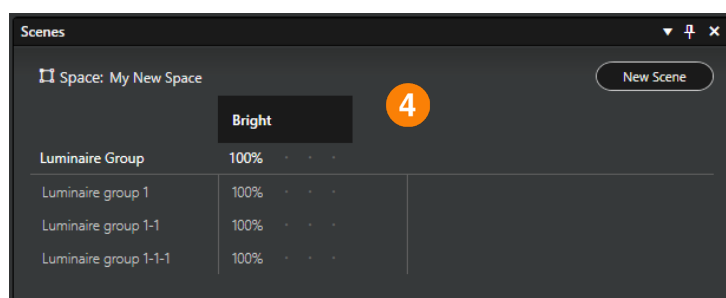 Scenes
Space: My New Space
New Scene
4
Bright
Luminaire Group 100%
Luminaire group 1 100%
Luminaire group 1-1 100%
Luminaire group 1-1-1 100%